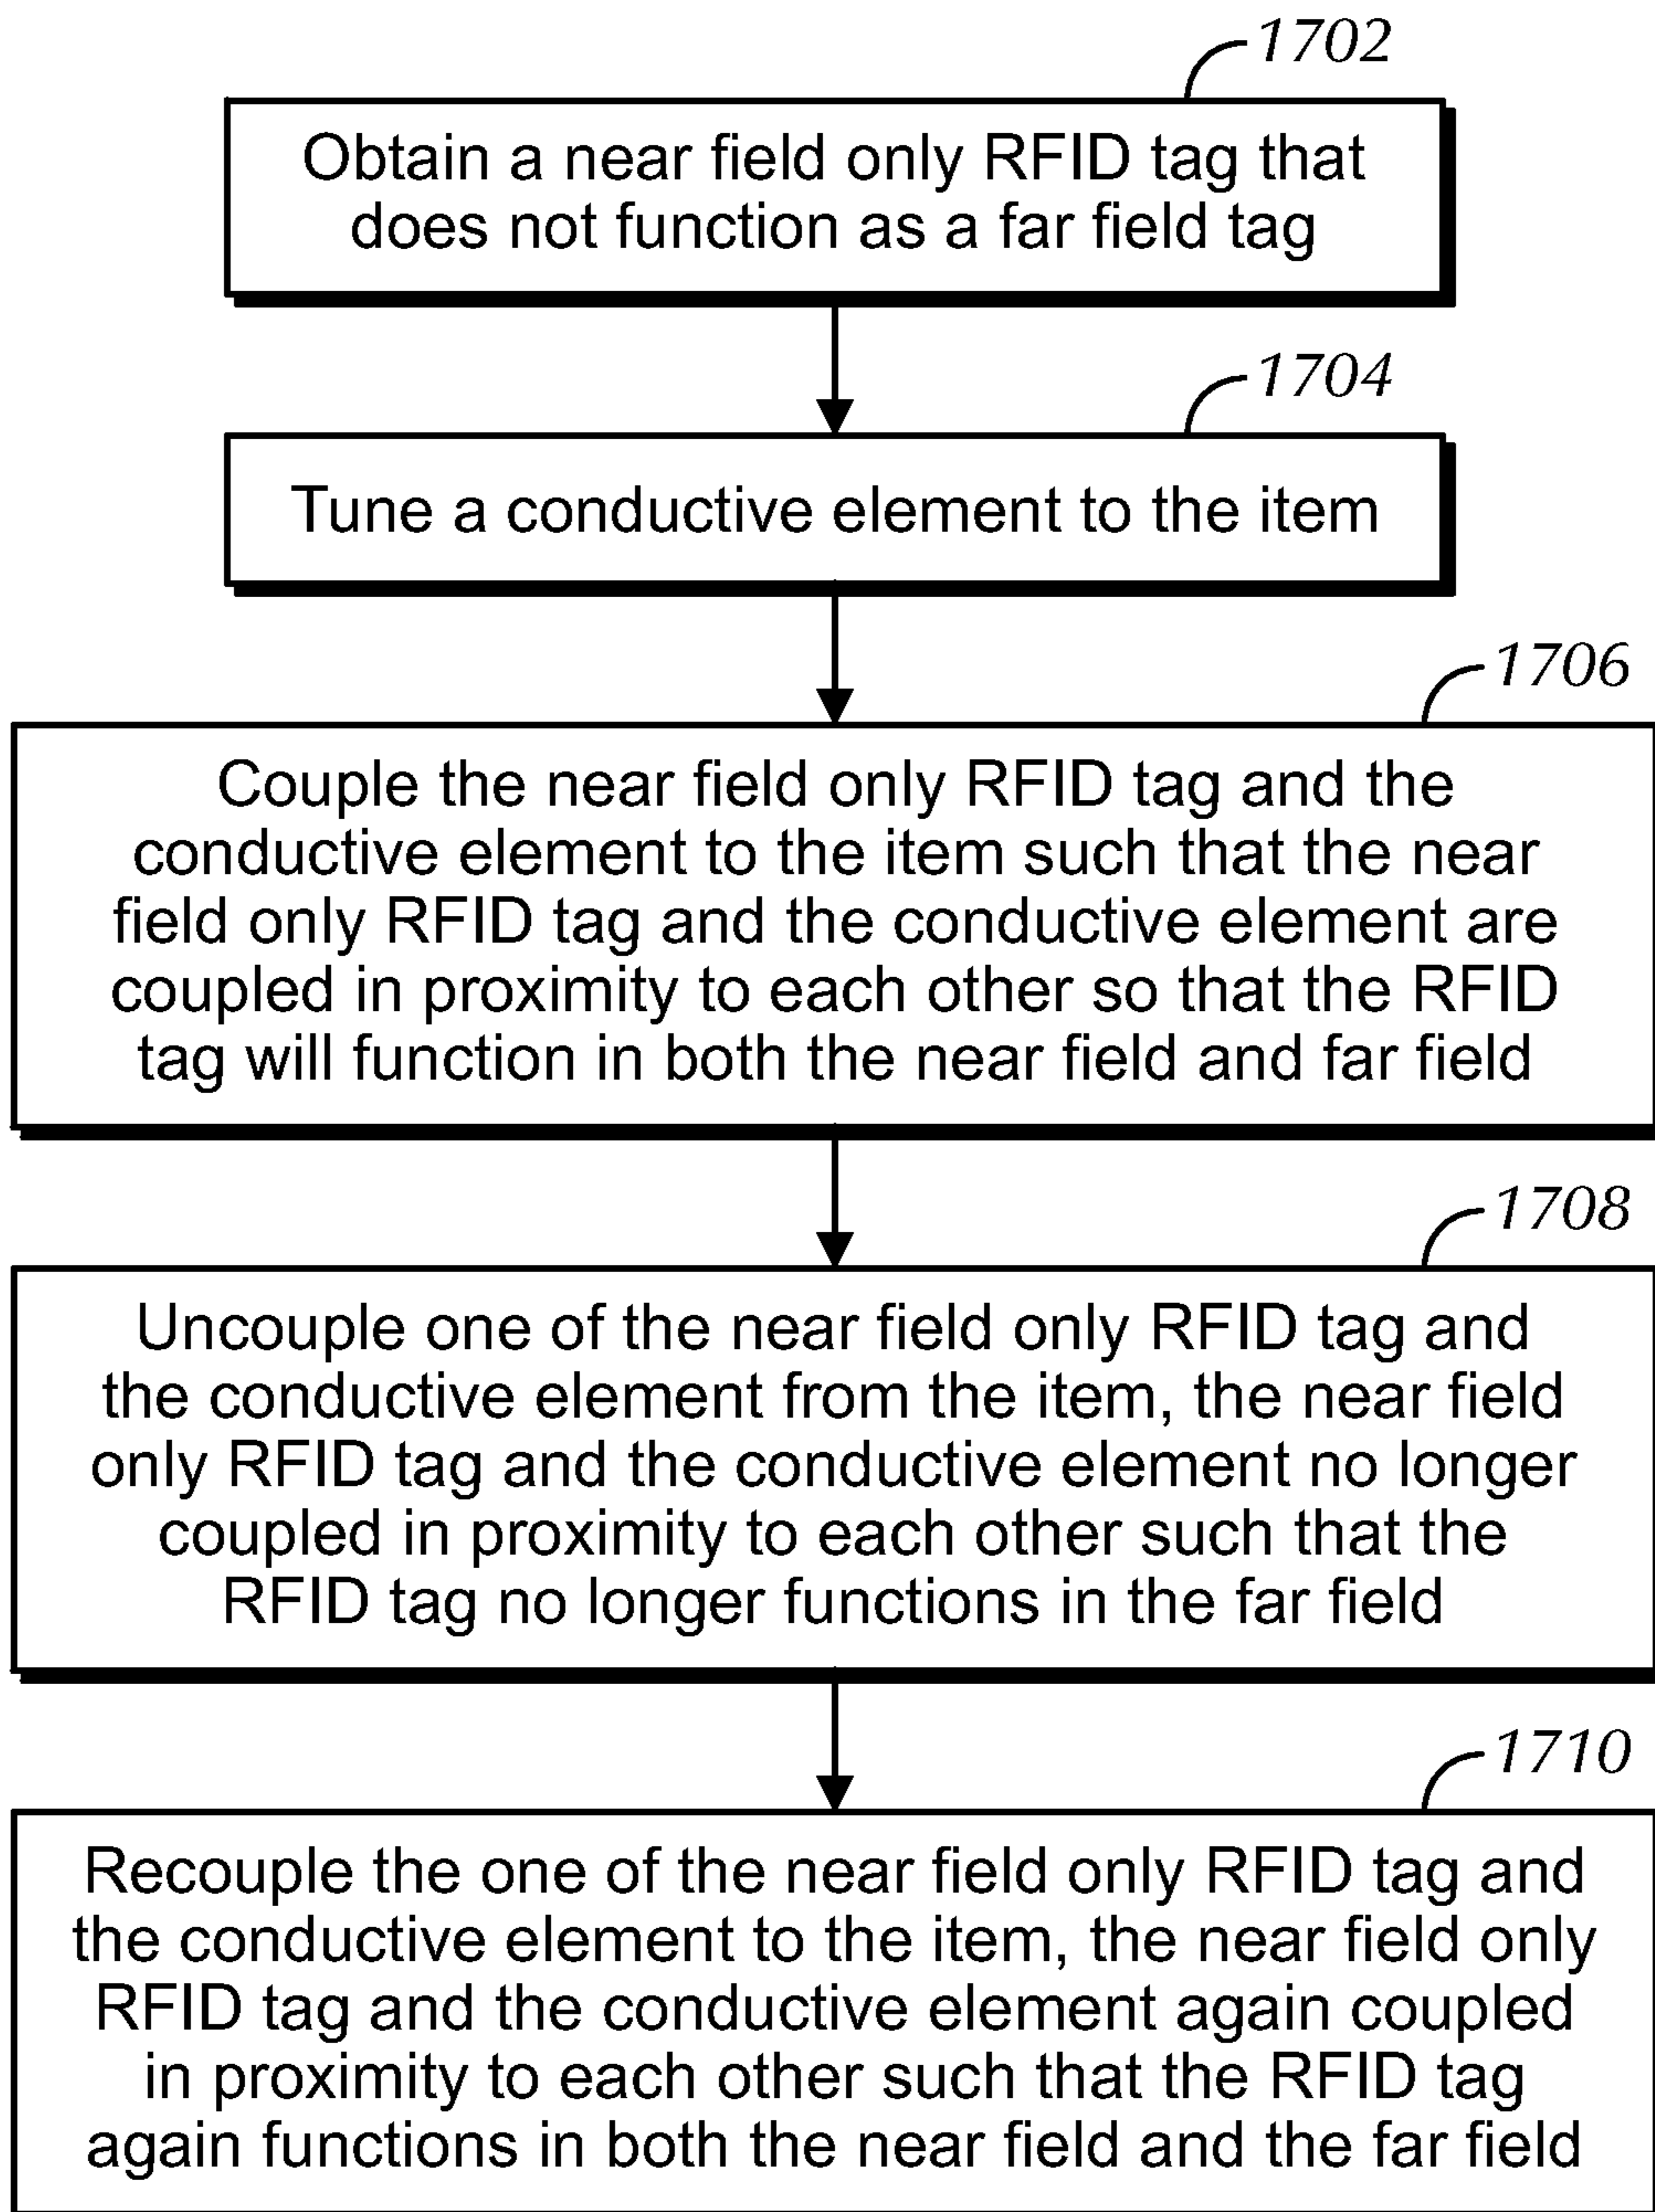 1702
Obtain a near field only RFID tag that
does not function as a far field tag
1704
Tune a conductive element to the item
1706
Couple the near field only RFID tag and the
conductive element to the item such that the near
field only RFID tag and the conductive element are
coupled in proximity to each other so that the RFID
tag will function in both the near field and far field
1708
Uncouple one of the near field only RFID tag and
the conductive element from the item, the near field
only RFID tag and the conductive element no longer
coupled in proximity to each other such that the
RFID tag no longer functions in the far field
1710
Recouple the one of the near field only RFID tag and
the conductive element to the item, the near field only
RFID tag and the conductive element again coupled
in proximity to each other such that the RFID tag
again functions in both the near field and the far field